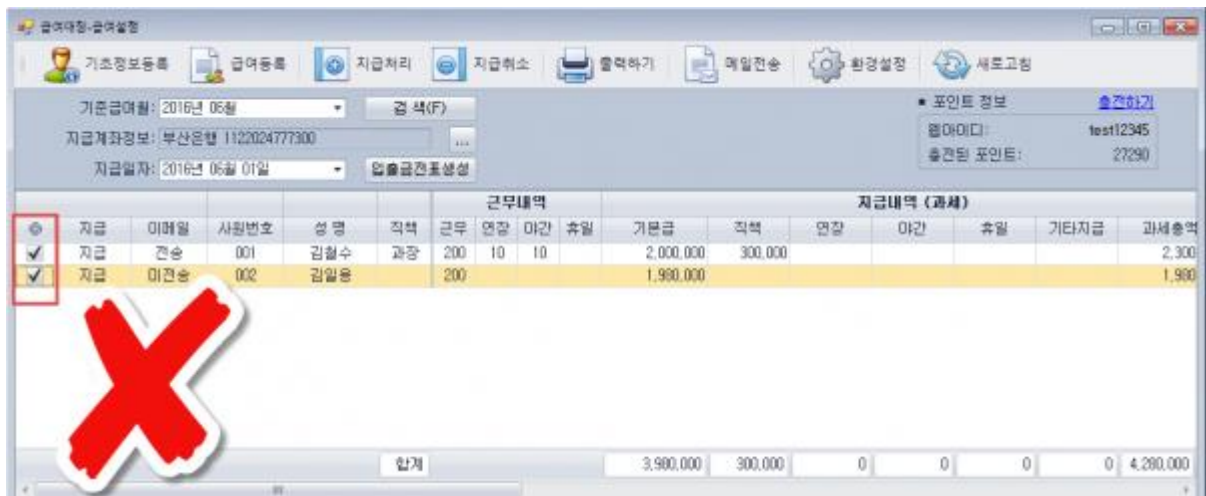 급여대장-급여설정
기초정보등록 급여등록 지급처리 지급취소 출력하기 메일전송 환경설정 새로고침
기준급여월: 2016년 06월 검 색(F) 포인트 정보 충전하기
지급계좌정보: 부산은행 1122024777300 ... 웹아이디: test12345
지급일자: 2016년 06월 01일 입출금전표생성 충전된 포인트: 27290
근무내역 지급내역 (과세)
지급 이메일 사원번호 성 명 직책 근무 연장 야간 휴일 기본급 직책 연장 야간 휴일 기타지급 과세총액
지급 전송 001 김철수 과장 200 10 10 2,000,000 300,000 2,300
지급 미전송 002 김일용 200 1,980,000 1,980
합계 3,980,000 300,000 0 0 0 0 4,280,000